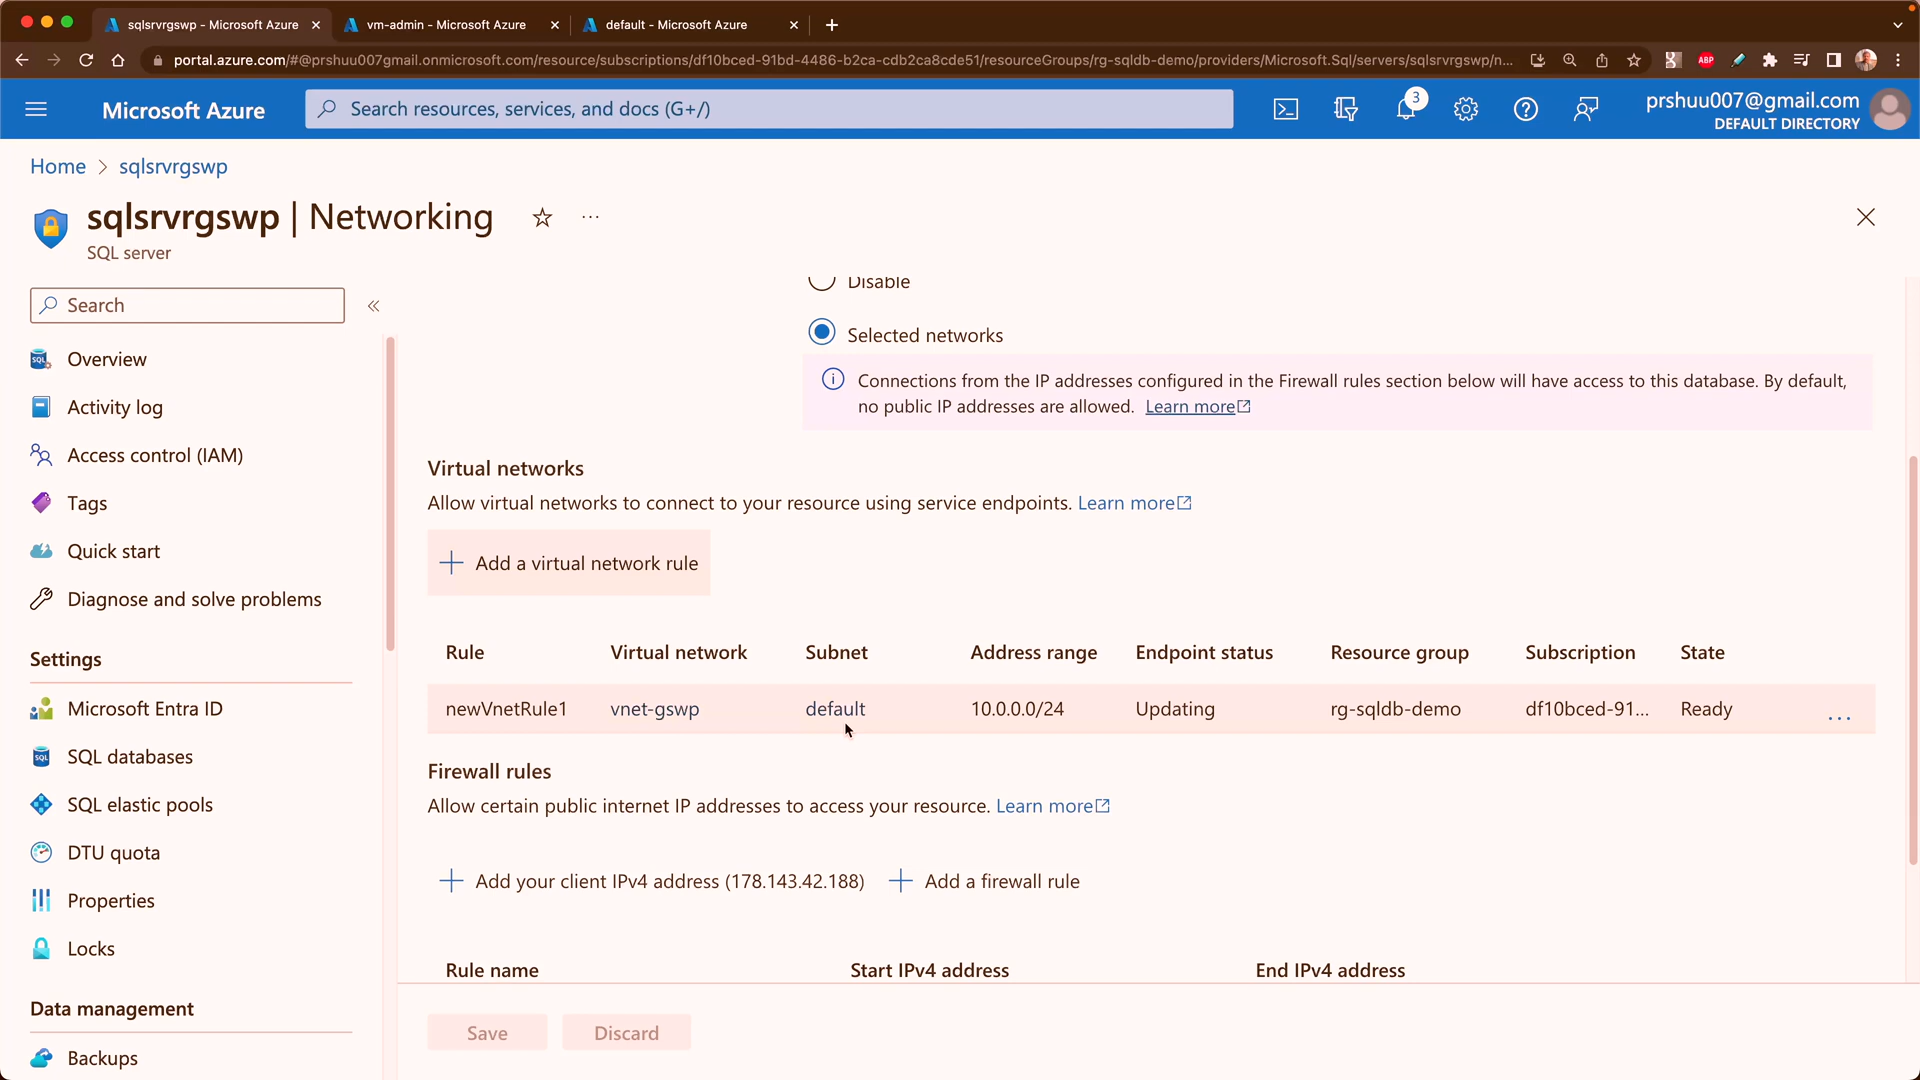 sqlsrvrgswp - Microsoft Azure
vm-admin - Microsoft Azure
default - Microsoft Azure
portal.azure.com/#@prshuu007gmail.onmicrosoft.com/resource/subscriptions/df10bced-91bd-4486-b2ca-cdb2ca8cde51/resourceGroups/rg-sqldb-demo/providers/Microsoft.Sql/servers/sqlsrvrgswp/n...
ABP
Microsoft Azure
Search resources, services, and docs (G+/)
3
prshuu007@gmail.com
DEFAULT DIRECTORY
Home > sqlsrvrgswp
sqlsrvrgswp | Networking
SQL server
Search
Overview
Activity log
Access control (IAM)
Tags
Quick start
Diagnose and solve problems
Settings
Microsoft Entra ID
SQL databases
SQL elastic pools
DTU quota
Properties
Locks
Data management
Backups
Disable
Selected networks
Connections from the IP addresses configured in the Firewall rules section below will have access to this database. By default,
no public IP addresses are allowed. Learn more
Virtual networks
Allow virtual networks to connect to your resource using service endpoints. Learn more
Add a virtual network rule
Rule Virtual network Subnet Address range Endpoint status Resource group Subscription State
newVnetRule1 vnet-gswp default 10.0.0.0/24 Updating rg-sqldb-demo df10bced-91... Ready ...
Firewall rules
Allow certain public internet IP addresses to access your resource. Learn more
Add your client IPv4 address (178.143.42.188) Add a firewall rule
Rule name Start IPv4 address End IPv4 address
Save Discard